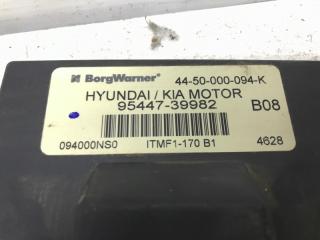 BorgWarner 44-50-000-094-K
HYUNDAI / KIA MOTOR
95447-39982 B08
094000NS0 ITMF1-170 B1 4628